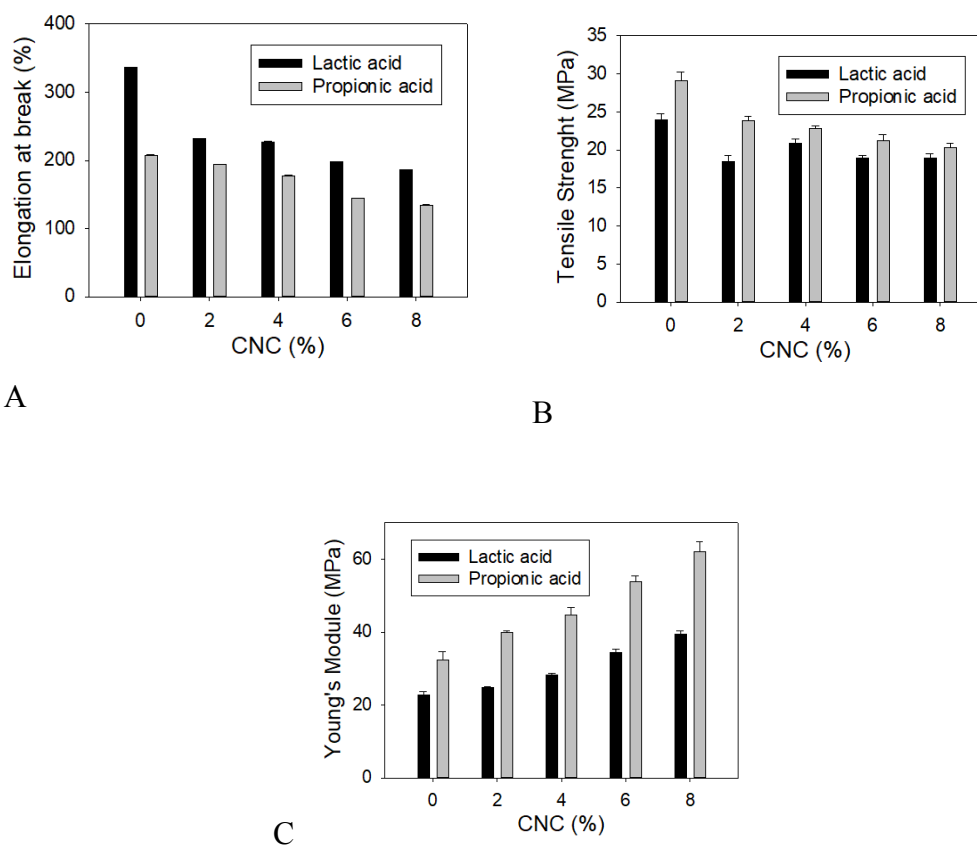 Elongation at break (%)
400
300
200
100
0
Lactic acid
Propionic acid
0 2 4 6 8
CNC (%)
A
Tensile Strenght (MPa)
35
30
25
20
15
10
5
0
Lactic acid
Propionic acid
0 2 4 6 8
CNC (%)
B
Young's Module (MPa)
60
40
20
0
Lactic acid
Propionic acid
0 2 4 6 8
CNC (%)
C